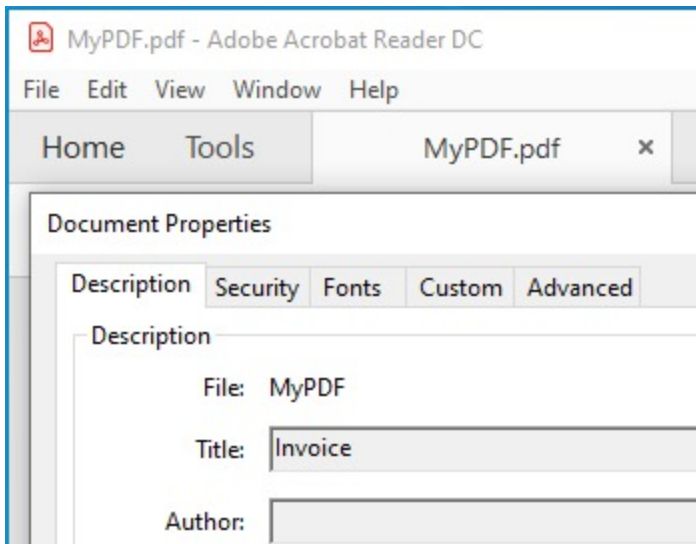 MyPDF.pdf - Adobe Acrobat Reader DC
File Edit View Window Help
Home Tools MyPDF.pdf ×
Document Properties
Description Security Fonts Custom Advanced
Description
File: MyPDF
Title: Invoice
Author: